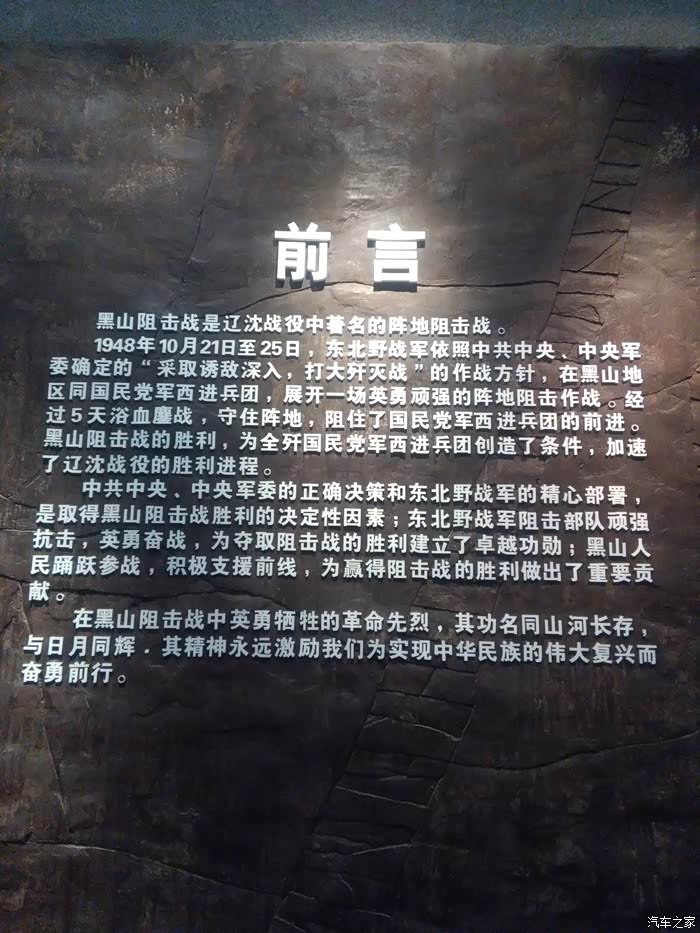 前言
黑山阻击战是辽沈战役中著名的阵地阻击战。
1948年10月21日至25日，东北野战军依照中共中央、中央军
委确定的“采取诱敌深入，打大歼灭战”的作战方针，在黑山地
区同国民党军西进兵团，展开一场英勇顽强的阵地阻击作战。经
过5天浴血鏖战，守住阵地，阻住了国民党军西进兵团的前进。
黑山阻击战的胜利，为全歼国民党军西进兵团创造了条件，加速
了辽沈战役的胜利进程。
中共中央、中央军委的正确决策和东北野战军的精心部署，
是取得黑山阻击战胜利的决定性因素；东北野战军阻击部队顽强
抗击，英勇奋战，为夺取阻击战的胜利建立了卓越功勋；黑山人
民踊跃参战，积极支援前线，为赢得阻击战的胜利做出了重要贡
献。
在黑山阻击战中英勇牺牲的革命先烈，其功名同山河长存，
与日月同辉．其精神永远激励我们为实现中华民族的伟大复兴而
奋勇前行。
汽车之家